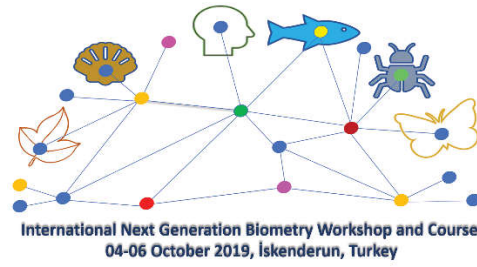 International Next Generation Biometry Workshop and Course
04-06 October 2019, İskenderun, Turkey